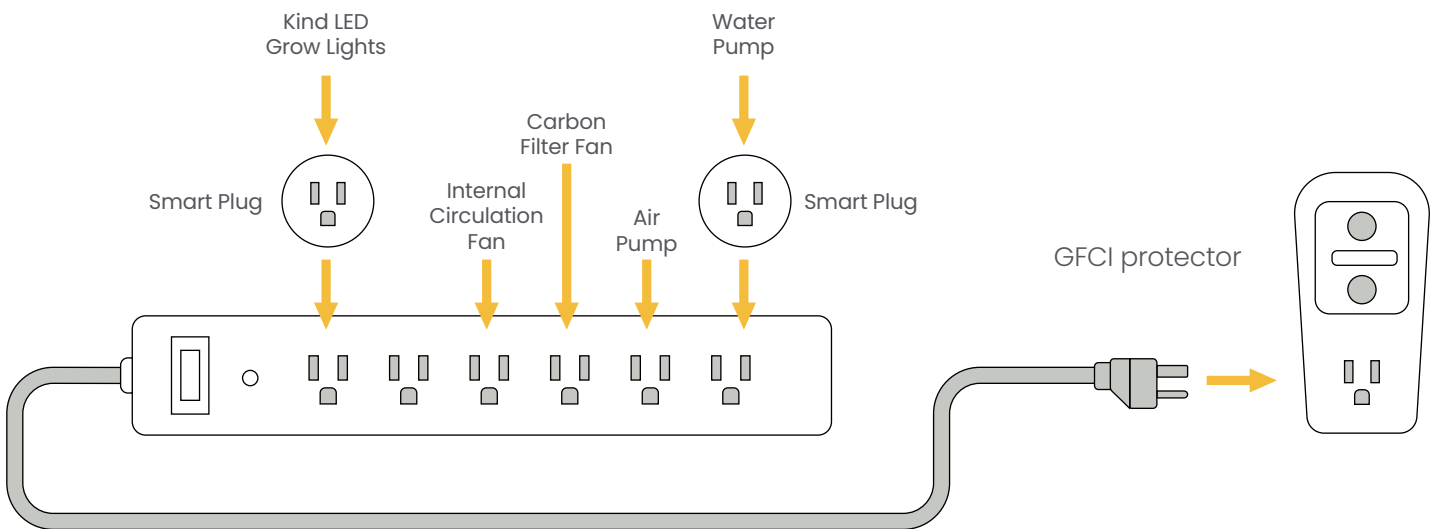 Kind LED
Grow Lights
Water
Pump
Carbon
Filter Fan
Smart Plug
Internal
Circulation
Fan
Air
Pump
Smart Plug
GFCI protector